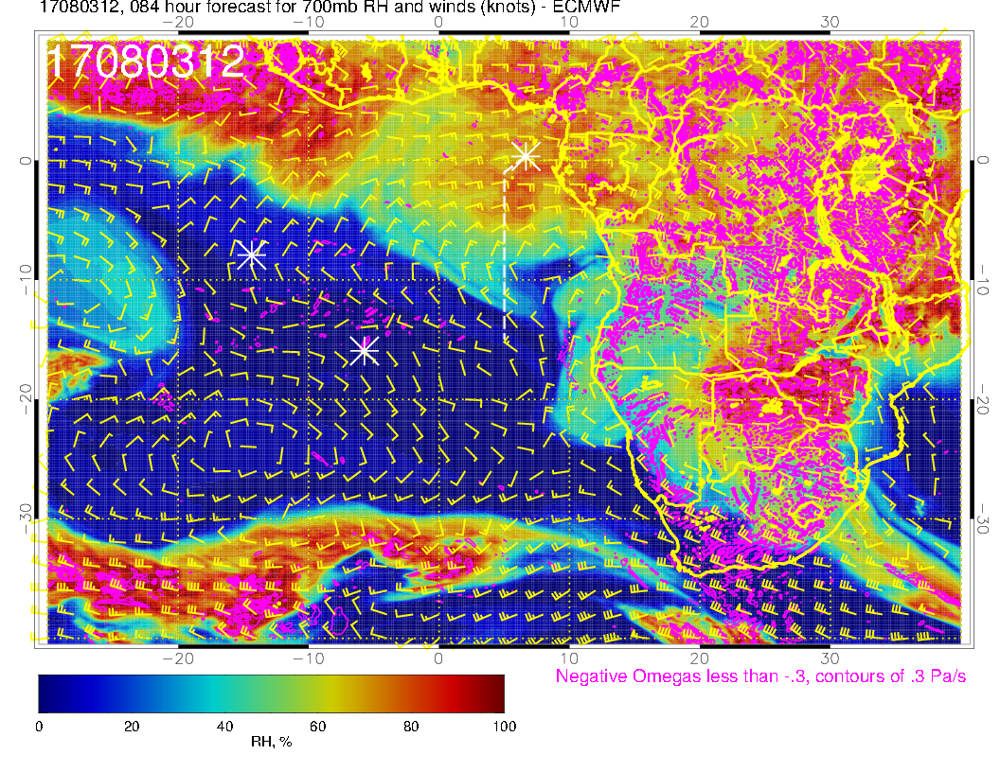 17080312, 084 hour forecast for 700mb RH and winds (knots) - ECMWF
−20 −10 0 10 20 30
17080312
0 0
−10 −10
−20 −20
−30 −30
−20 −10 0 10 20 30
Negative Omegas less than -.3, contours of .3 Pa/s
0 20 40 60 80 100
RH, %